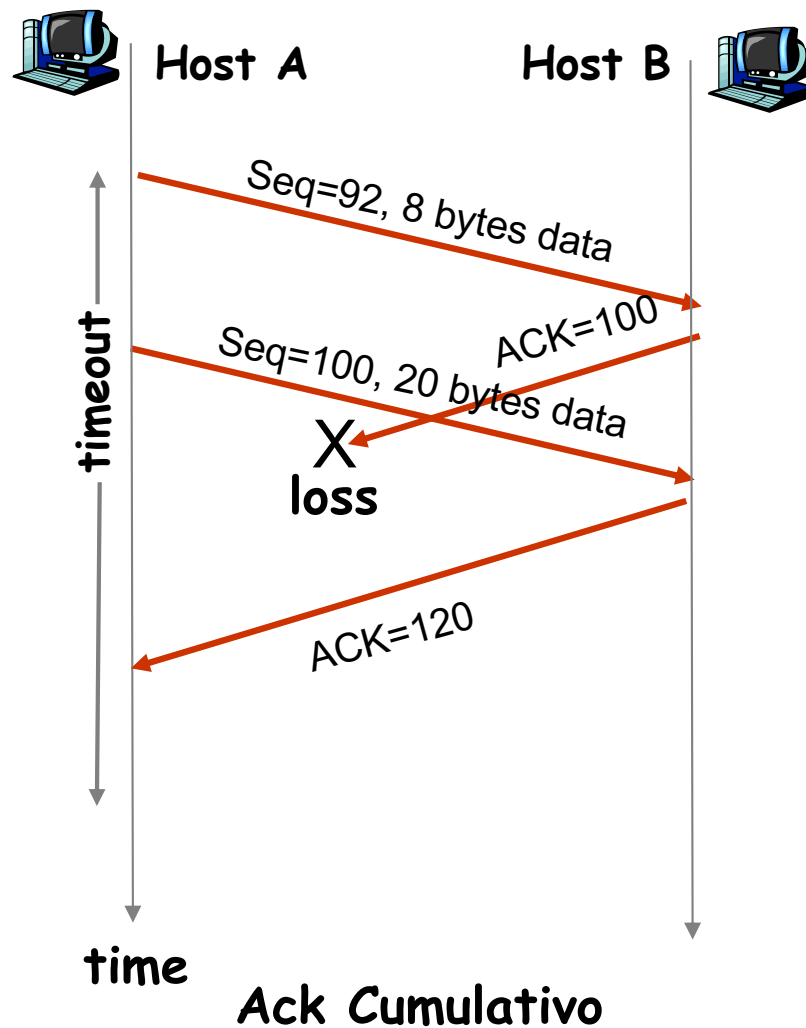 Host A
Host B
Seq=92, 8 bytes data
ACK=100
timeout
Seq=100, 20 bytes data
X
loss
ACK=120
time
Ack Cumulativo